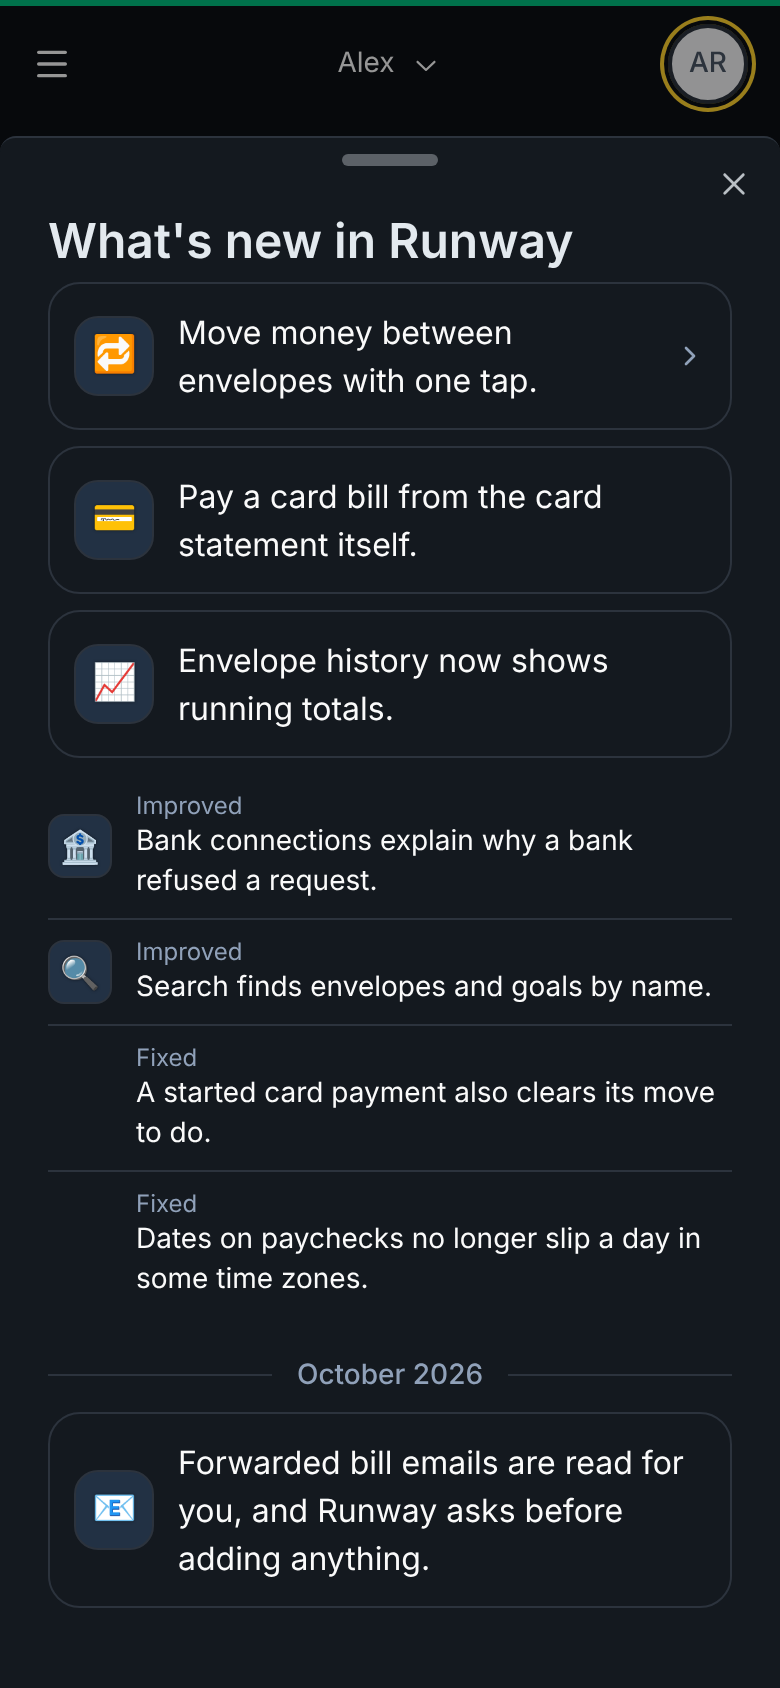 Alex
AR
What's new in Runway
Move money between
envelopes with one tap.
Pay a card bill from the card
statement itself.
Envelope history now shows
running totals.
Improved
Bank connections explain why a bank
refused a request.
Improved
Search finds envelopes and goals by name.
Fixed
A started card payment also clears its move
to do.
Fixed
Dates on paychecks no longer slip a day in
some time zones.
October 2026
Forwarded bill emails are read for
you, and Runway asks before
adding anything.